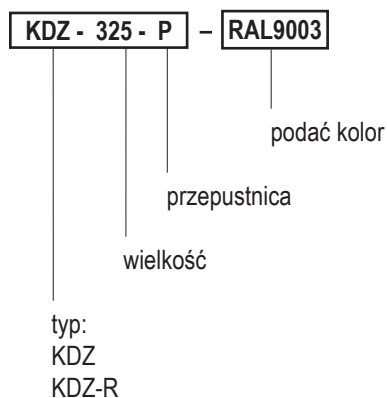 KDZ - 325 - P – RAL9003
podać kolor
przepustnica
wielkość
typ:
KDZ
KDZ-R